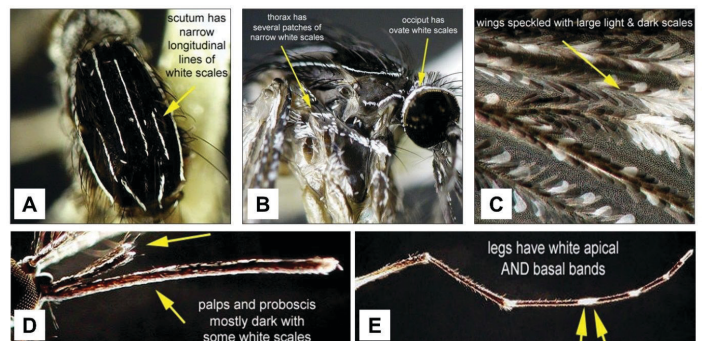 scutum has
narrow
longitudinal
lines of
white scales
A
thorax has
several patches of
narrow white scales
occiput has
ovate white scales
B
wings speckled with large light & dark scales
C
palps and proboscis
mostly dark with
some white scales
D
legs have white apical
AND basal bands
E